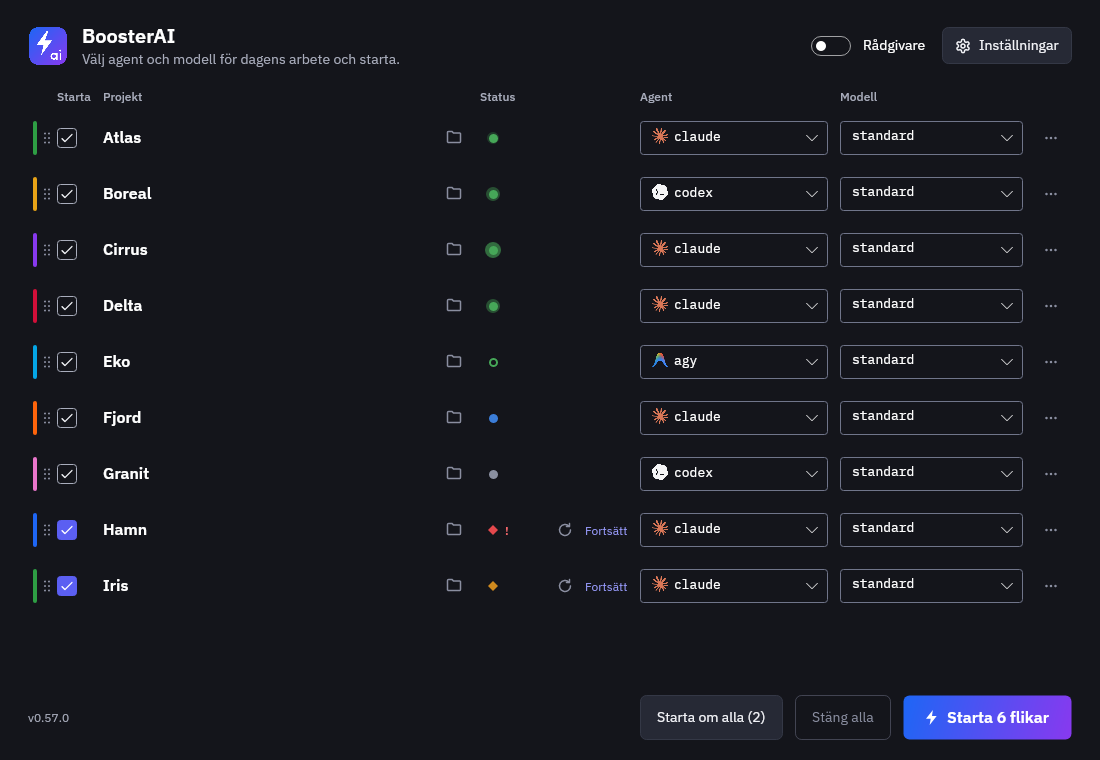 ai
BoosterAI
Välj agent och modell för dagens arbete och starta.
Rådgivare
Inställningar
Starta Projekt Status Agent Modell
Atlas claude standard
Boreal codex standard
Cirrus claude standard
Delta claude standard
Eko agy standard
Fjord claude standard
Granit codex standard
Hamn ! Fortsätt claude standard
Iris Fortsätt claude standard
v0.57.0
Starta om alla (2)
Stäng alla
Starta 6 flikar